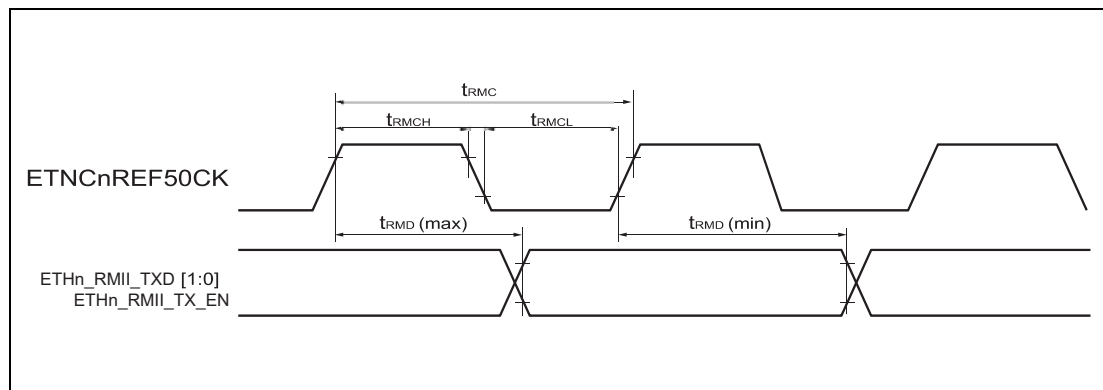 tRMC
tRMCH tRMCL
ETNCnREF50CK
tRMD (max) tRMD (min)
ETHn_RMII_TXD [1:0]
ETHn_RMII_TX_EN